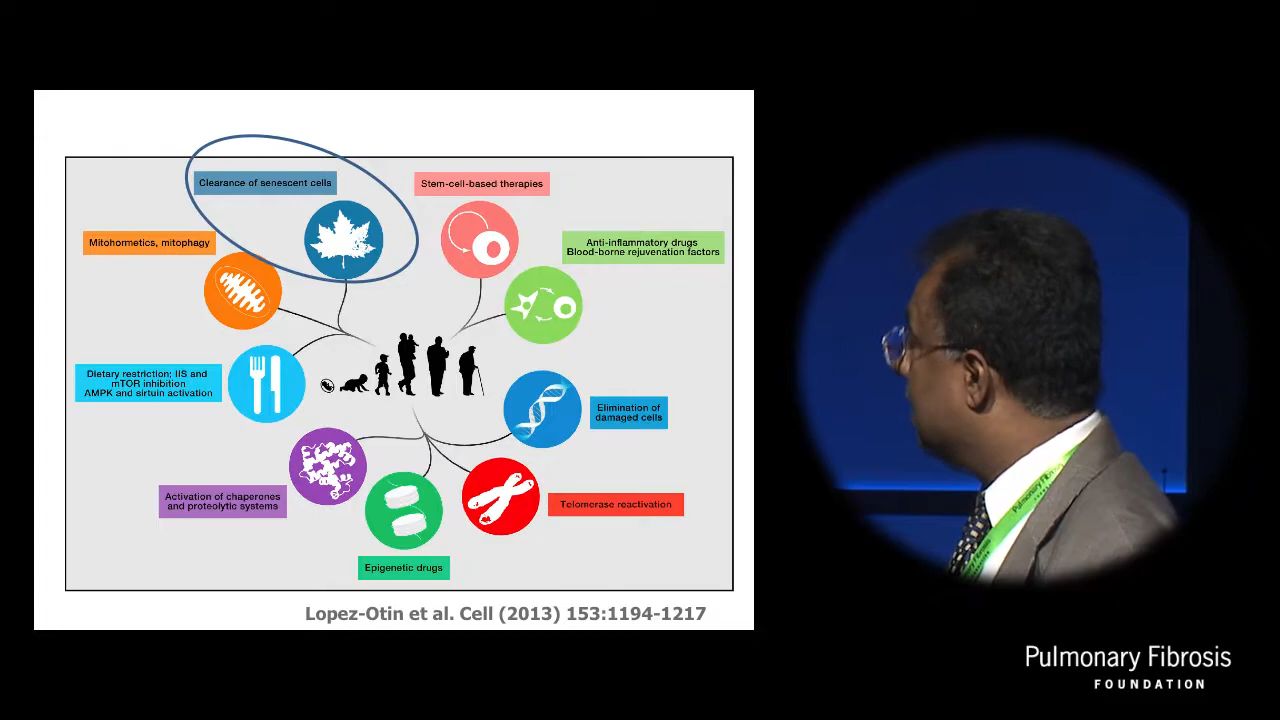 Clearance of senescent cells
Stem-cell-based therapies
Mitohormetics, mitophagy
Anti-inflammatory drugs
Blood-borne rejuvenation factors
Dietary restriction: IIS and
mTOR inhibition
AMPK and sirtuin activation
Elimination of
damaged cells
Activation of chaperones
and proteolytic systems
Telomerase reactivation
Epigenetic drugs
Lopez-Otin et al. Cell (2013) 153:1194-1217
Pulmonary Fibrosis
FOUNDATION